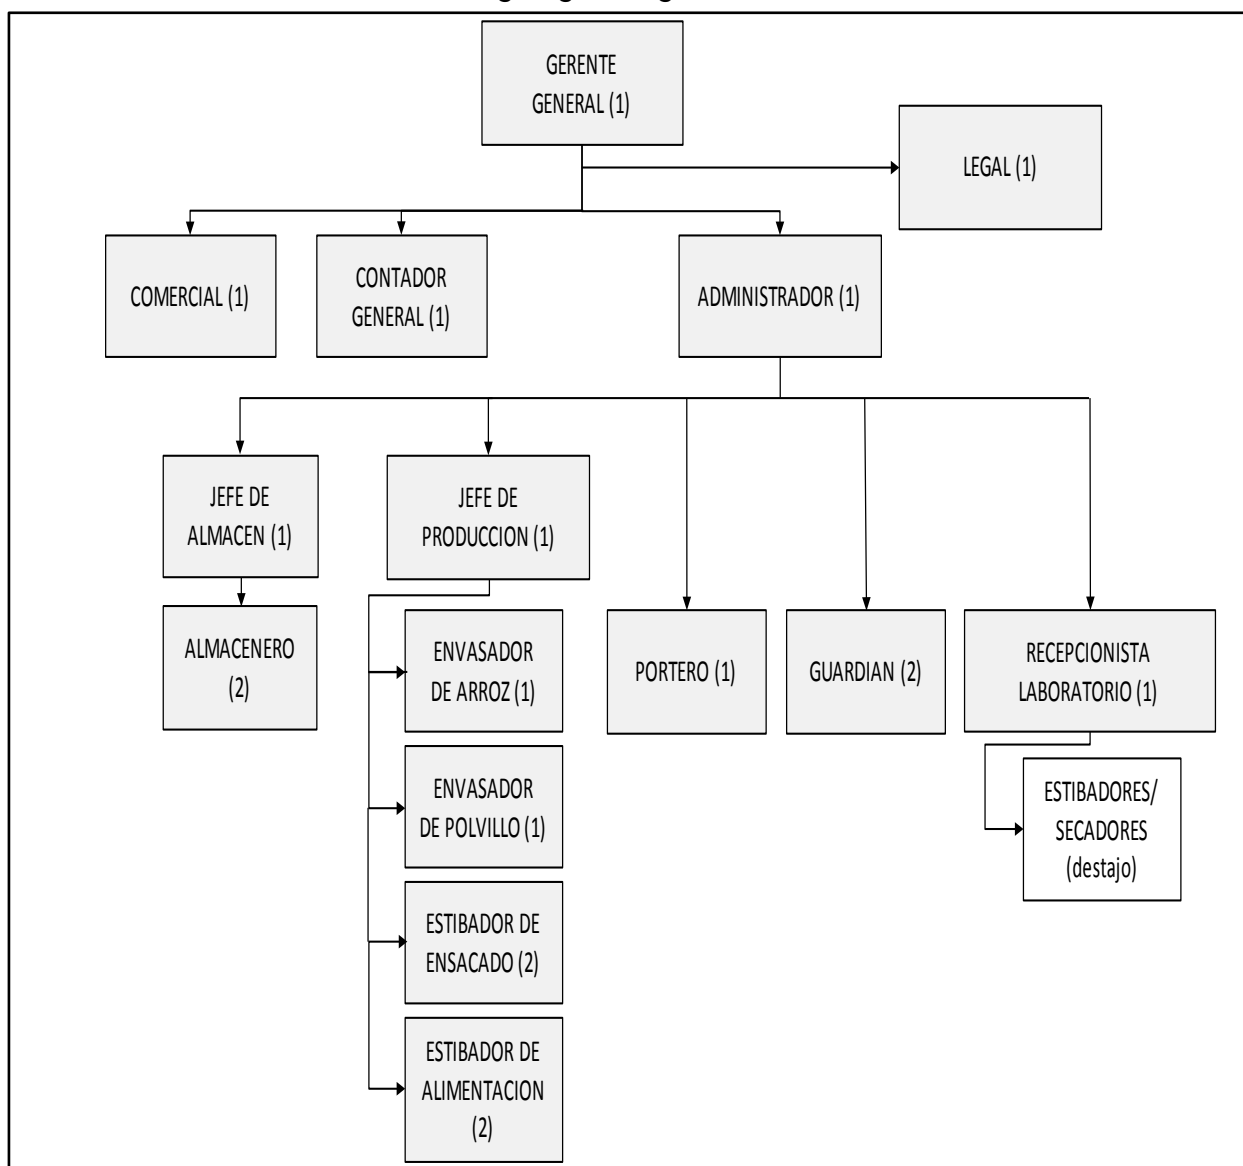 GERENTE
GENERAL (1)
LEGAL (1)
COMERCIAL (1)
CONTADOR
GENERAL (1)
ADMINISTRADOR (1)
JEFE DE
ALMACEN (1)
JEFE DE
PRODUCCION (1)
ALMACENERO
(2)
ENVASADOR
DE ARROZ (1)
PORTERO (1)
GUARDIAN (2)
RECEPCIONISTA
LABORATORIO (1)
ENVASADOR
DE POLVILLO (1)
ESTIBADORES/
SECADORES
(destajo)
ESTIBADOR DE
ENSACADO (2)
ESTIBADOR DE
ALIMENTACION
(2)